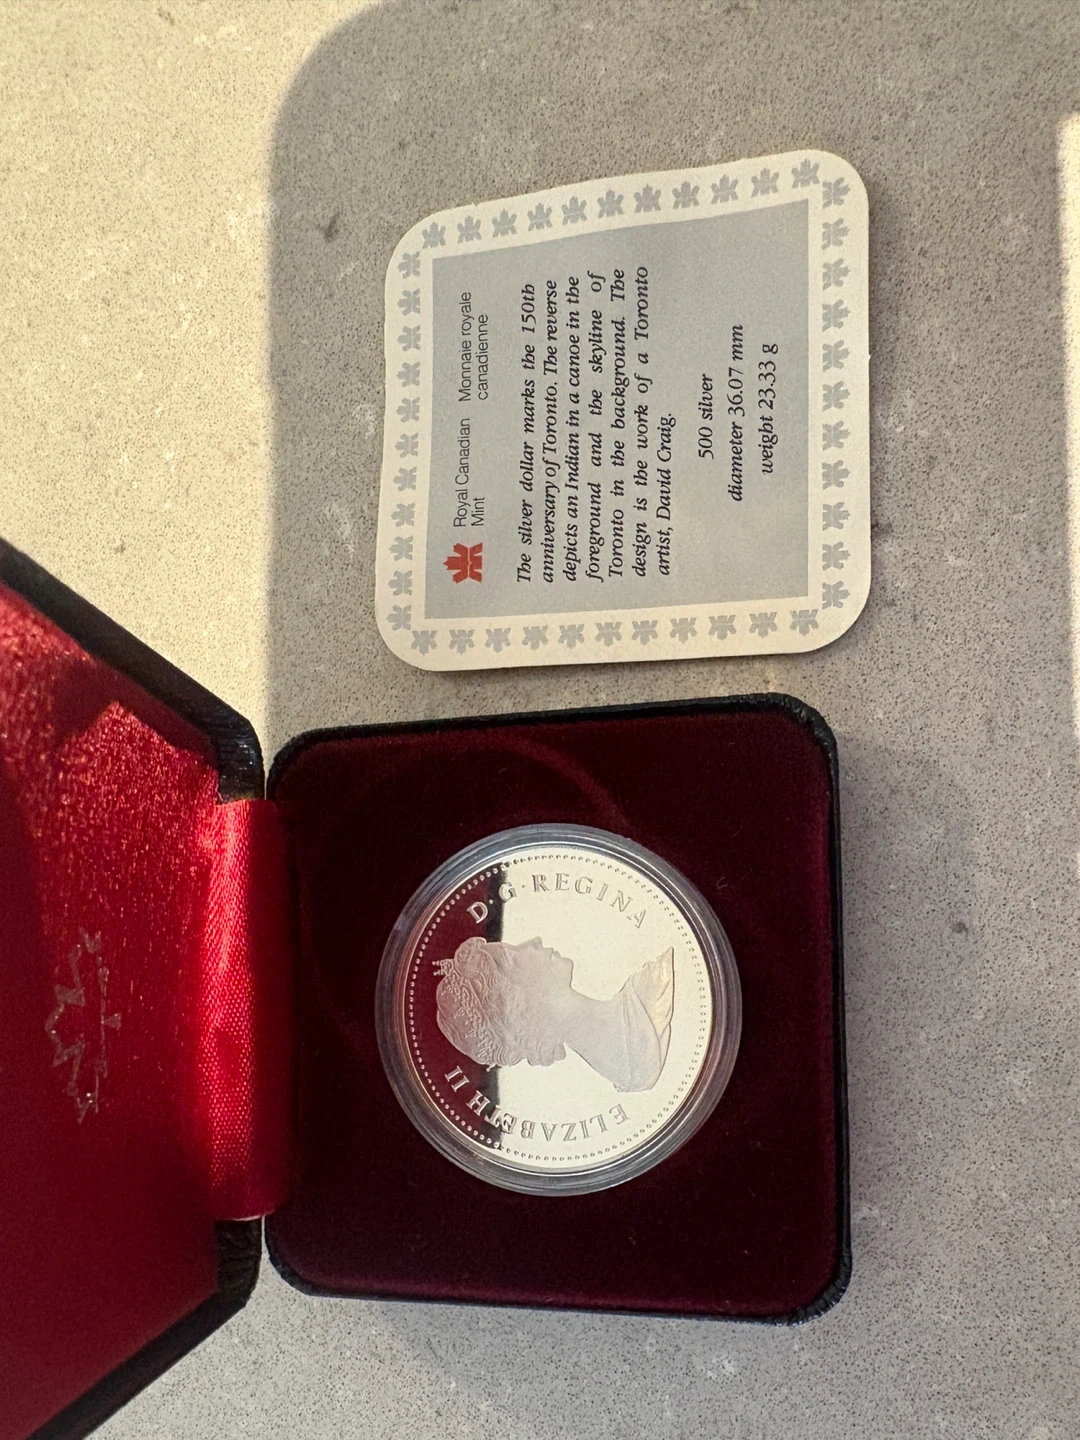 Royal Canadian Monnaie royale
Mint canadienne
The silver dollar marks the 150th
anniversary of Toronto. The reverse
depicts an Indian in a canoe in the
foreground and the skyline of
Toronto in the background. The
design is the work of a Toronto
artist, David Craig.
500 silver
diameter 36.07 mm
weight 23.33 g
ELIZABETH II D·G·REGINA